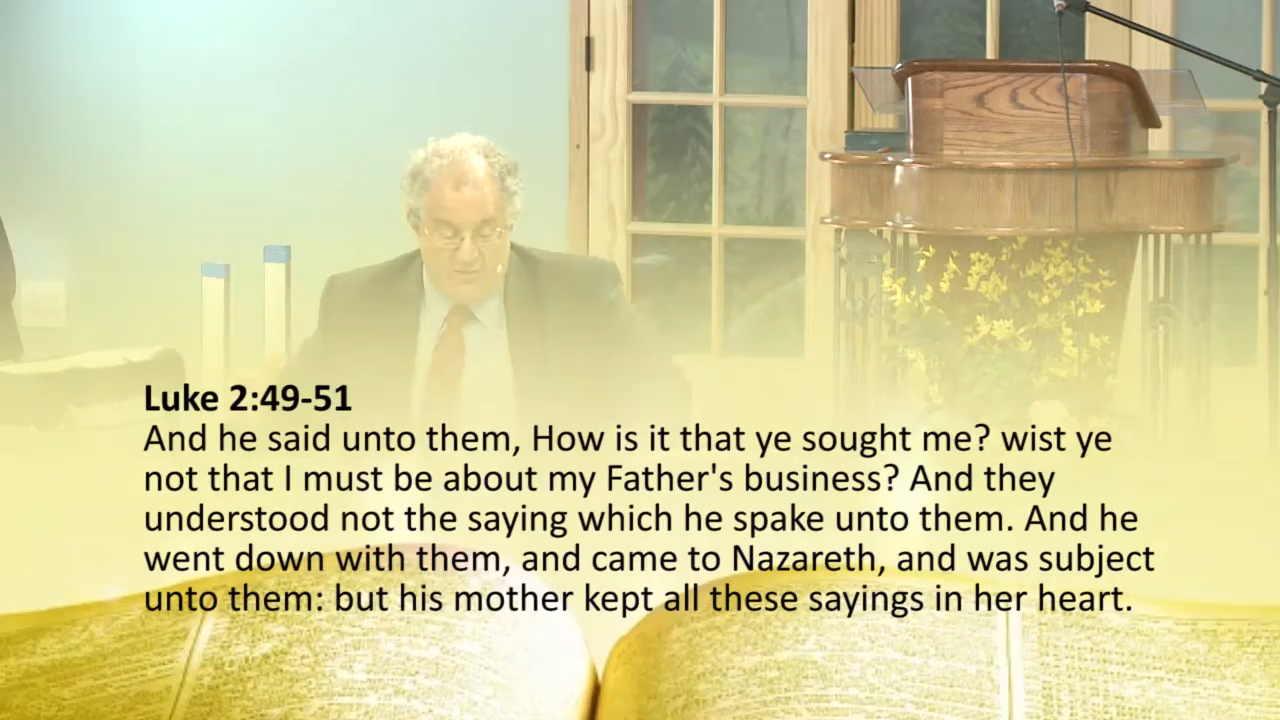 Luke 2:49-51
And he said unto them, How is it that ye sought me? wist ye
not that I must be about my Father's business? And they
understood not the saying which he spake unto them. And he
went down with them, and came to Nazareth, and was subject
unto them: but his mother kept all these sayings in her heart.